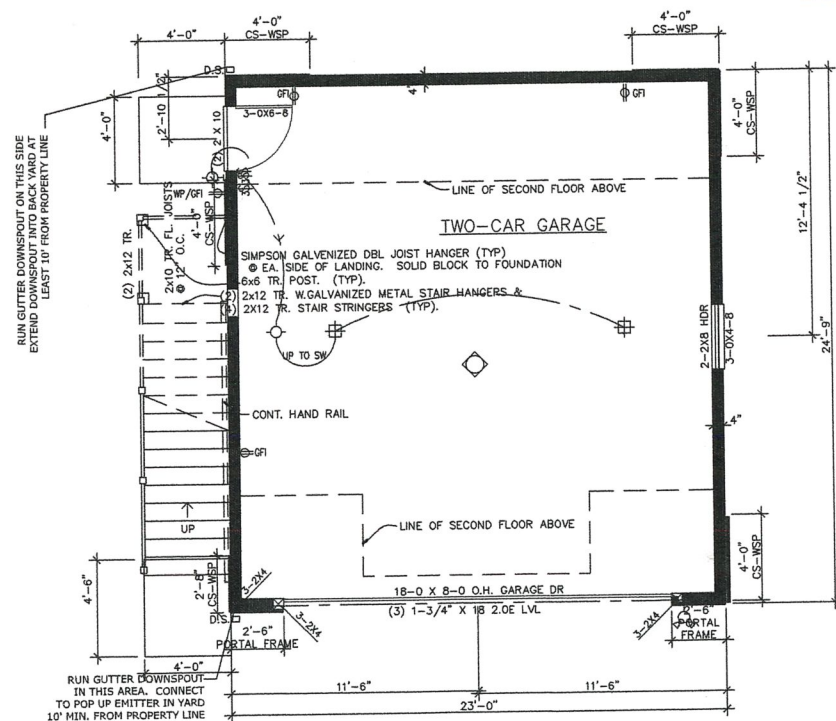 4'-0"
CS-WSP
4'-0"
4'-0"
CS-WSP
D.S.
GFI
GFI
3-0X6-8
4"
4'-0"
2'-10 1/2"
(2) 2 X 10
4'-0"
CS-WSP
12'-4 1/2"
24'-9"
RUN GUTTER DOWNSPOUT ON THIS SIDE
EXTEND DOWNSPOUT INTO BACK YARD AT
LEAST 10' FROM PROPERTY LINE
WP/GFI
4'-0"
CS-WSP
LINE OF SECOND FLOOR ABOVE
TWO-CAR GARAGE
(2) 2x12 TR.
2x10 TR. FL. JOISTS
@ 12" O.C.
SIMPSON GALVANIZED DBL JOIST HANGER (TYP)
@ EA. SIDE OF LANDING. SOLID BLOCK TO FOUNDATION
6x6 TR. POST. (TYP).
(2) 2x12 TR. W.GALVANIZED METAL STAIR HANGERS &
(4) 2X12 TR. STAIR STRINGERS (TYP).
UP TO SW
2-2X8 HDR
3-0X4-8
CONT. HAND RAIL
4"
GFI
UP
LINE OF SECOND FLOOR ABOVE
4'-0"
CS-WSP
4'-6"
2'-8"
CS-WSP
3-2X4
18-0 X 8-0 O.H. GARAGE DR
(3) 1-3/4" X 18 2.0E LVL
D.S.
3-2X4
3-2X4
2'-6"
PORTAL FRAME
2'-6"
PORTAL
FRAME
4'-0"
RUN GUTTER DOWNSPOUT
IN THIS AREA. CONNECT
TO POP UP EMITTER IN YARD
10' MIN. FROM PROPERTY LINE
11'-6"
11'-6"
23'-0"